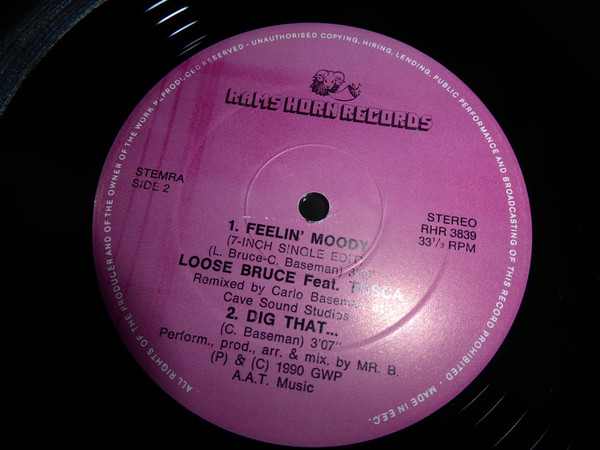 ALL RIGHTS OF THE PRODUCER AND OF THE OWNER OF THE WORK REPRODUCED RESERVED - UNAUTHORISED COPYING, HIRING, LENDING, PUBLIC PERFORMANCE AND BROADCASTING OF THIS RECORD PROHIBITED - MADE IN E.E.C.
RAMS HORN RECORDS
STEMRA
SIDE 2
STEREO
RHR 3839
33 1/3 RPM
1. FEELIN' MOODY
(7-INCH SINGLE EDIT)
(L. Bruce-C. Baseman)
LOOSE BRUCE Feat. TOSCA
Remixed by Carlo Baseman at
Cave Sound Studios
2. DIG THAT...
(C. Baseman) 3'07"
Perform., prod., arr. & mix. by MR. B.
(P) & (C) 1990 GWP
A.A.T. Music